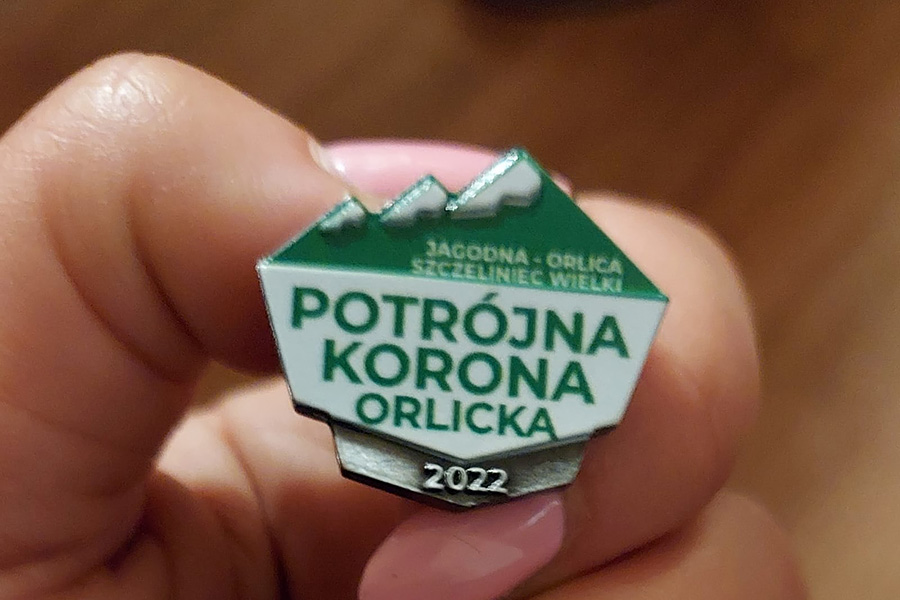 JAGODNA - ORLICA
SZCZELINIEC WIELKI
POTRÓJNA
KORONA
ORLICKA
2022